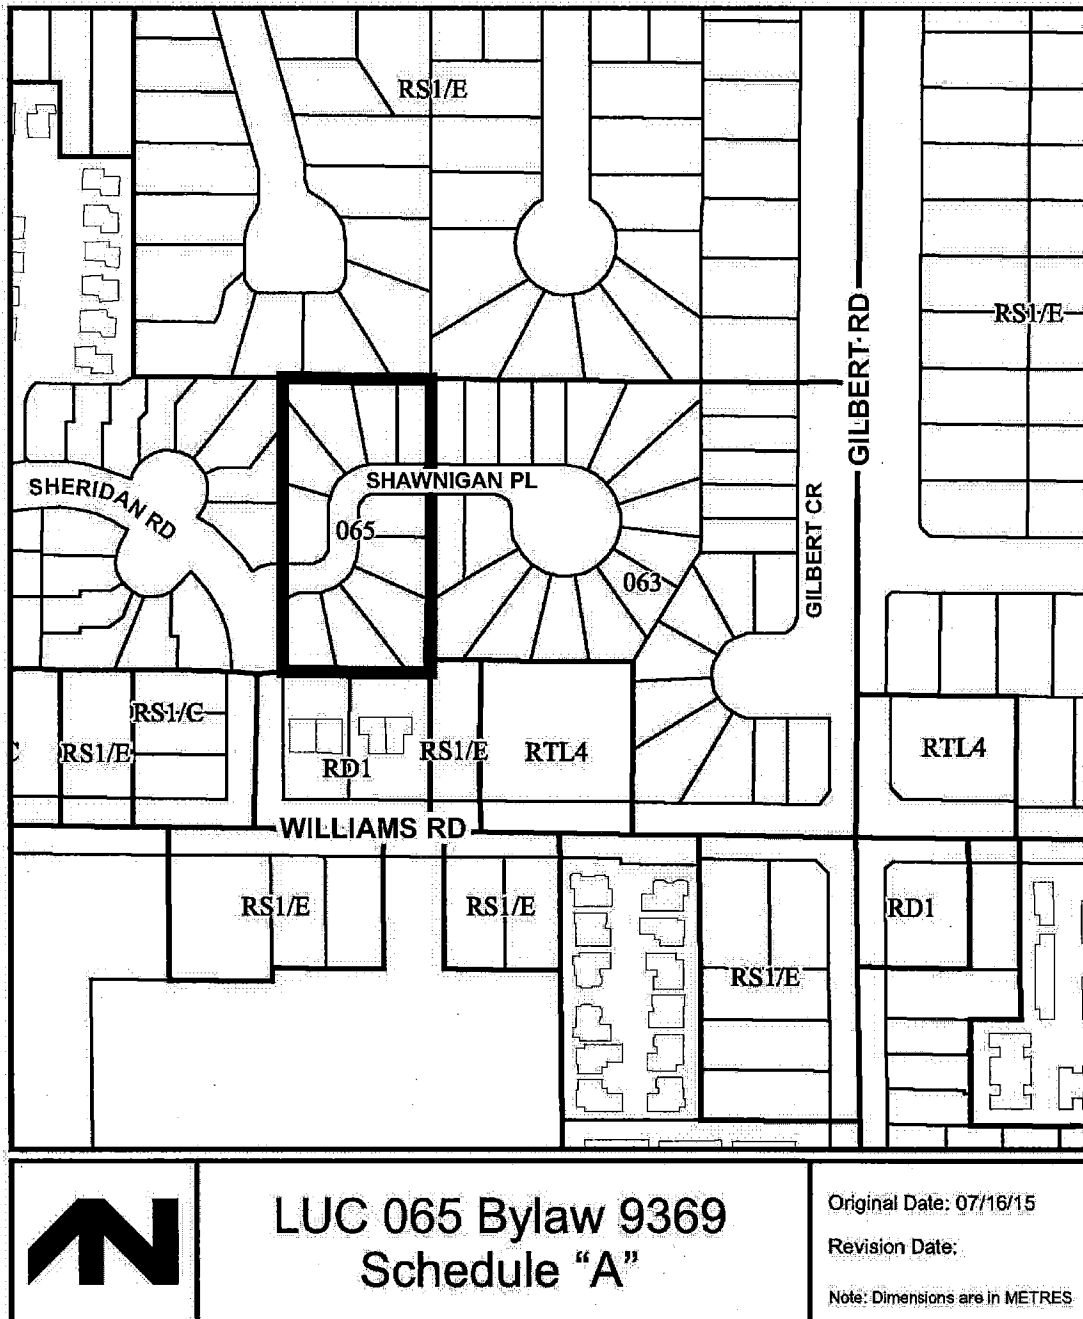 RS1/E
GILBERT RD
RS1/E
SHAWNIGAN PL
SHERIDAN RD
065
GILBERT CR
063
RS1/C
RS1/E
RD1
RS1/E
RTL4
RTL4
WILLIAMS RD
RS1/E
RS1/E
RD1
RS1/E
LUC 065 Bylaw 9369
Schedule “A”
Original Date: 07/16/15
Revision Date:
Note: Dimensions are in METRES